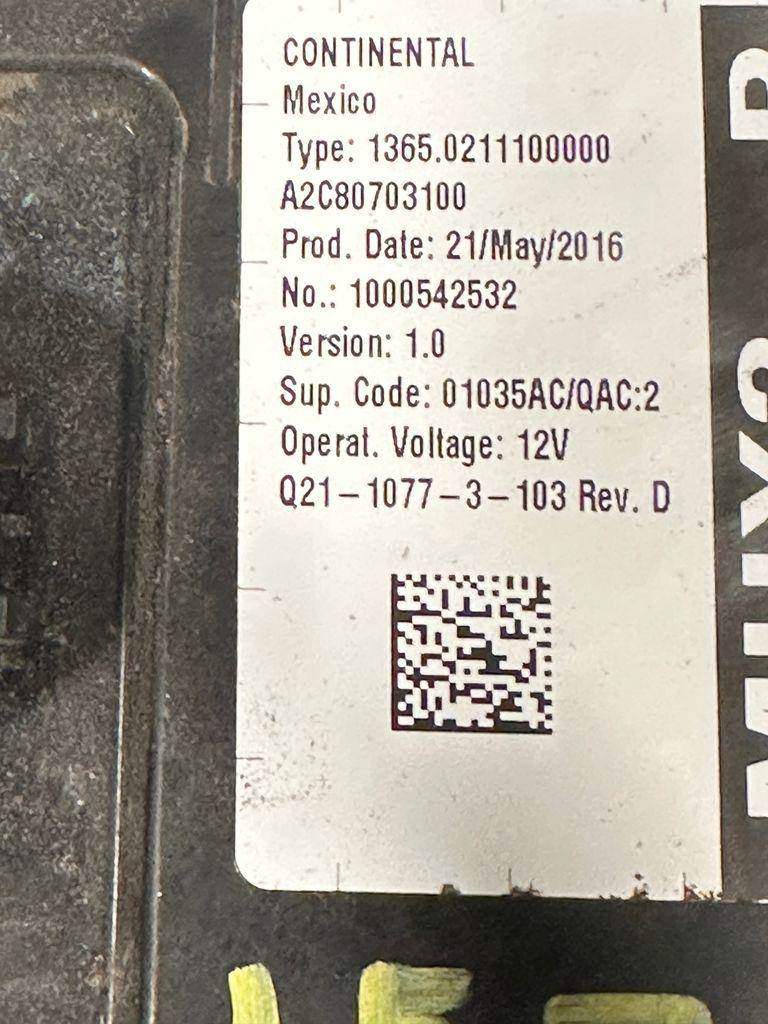 CONTINENTAL
Mexico
Type: 1365.0211100000
A2C80703100
Prod. Date: 21/May/2016
No.: 1000542532
Version: 1.0
Sup. Code: 01035AC/QAC:2
Operat. Voltage: 12V
Q21-1077-3-103 Rev. D